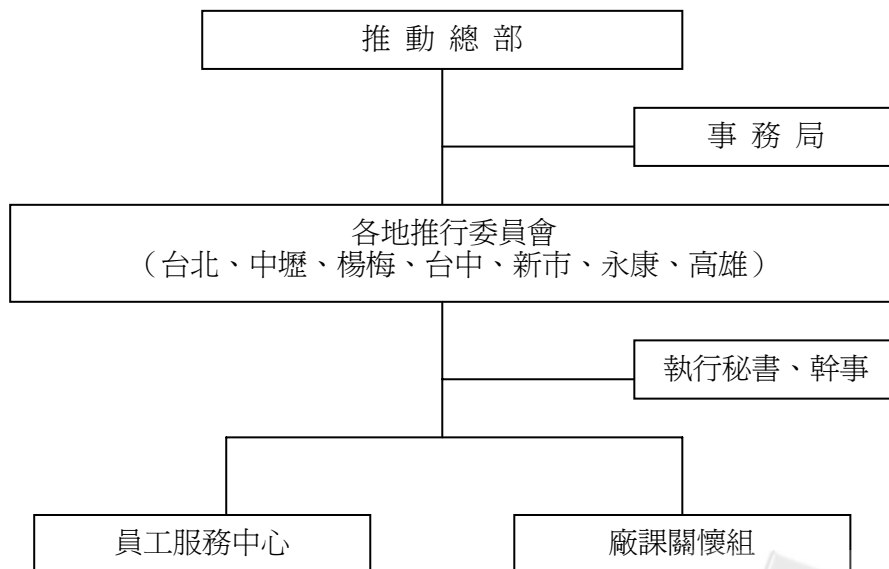 推動總部
事務局
各地推行委員會
（台北、中壢、楊梅、台中、新市、永康、高雄）
執行秘書、幹事
員工服務中心
廠課關懷組